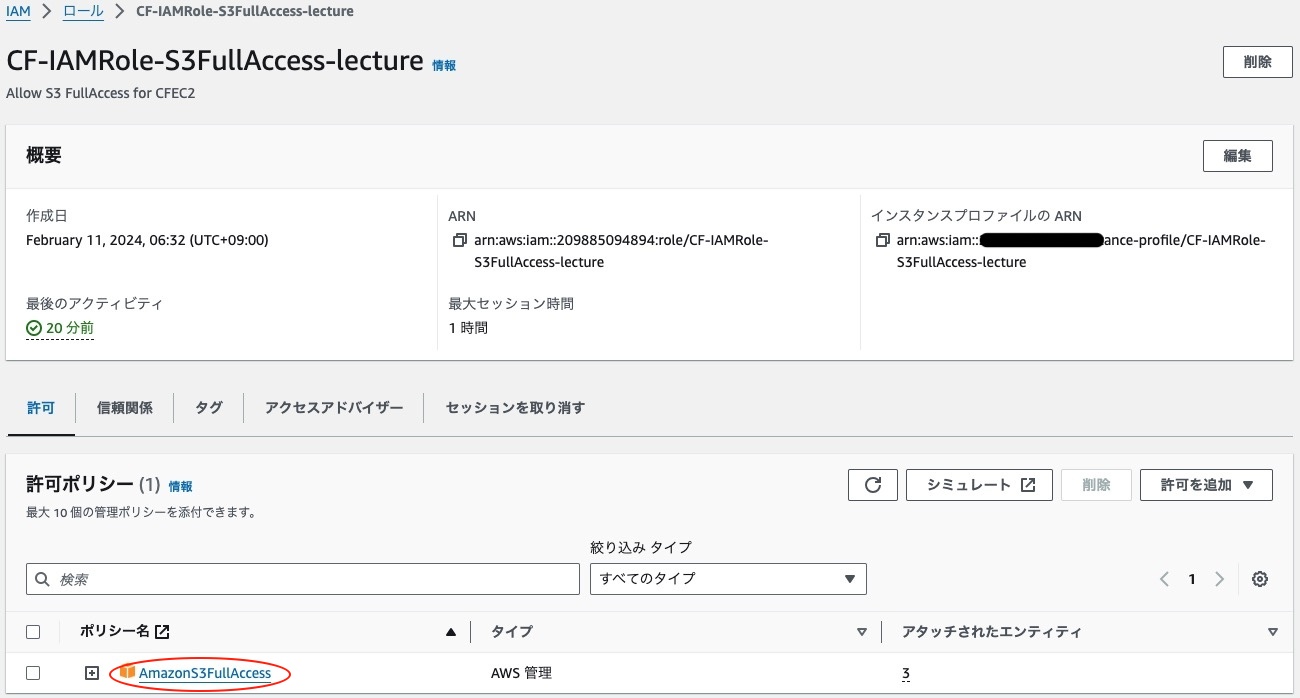 IAM > ロール > CF-IAMRole-S3FullAccess-lecture
CF-IAMRole-S3FullAccess-lecture 情報
削除
Allow S3 FullAccess for CFEC2
概要
編集
作成日
February 11, 2024, 06:32 (UTC+09:00)
ARN
arn:aws:iam::209885094894:role/CF-IAMRole-
S3FullAccess-lecture
インスタンスプロファイルの ARN
arn:aws:iam:: ance-profile/CF-IAMRole-
S3FullAccess-lecture
最後のアクティビティ
20 分前
最大セッション時間
1 時間
許可 信頼関係 タグ アクセスアドバイザー セッションを取り消す
許可ポリシー (1) 情報
シミュレート 削除 許可を追加
最大 10 個の管理ポリシーを添付できます。
絞り込み タイプ
検索 すべてのタイプ 1
ポリシー名 タイプ アタッチされたエンティティ
AmazonS3FullAccess AWS 管理 3